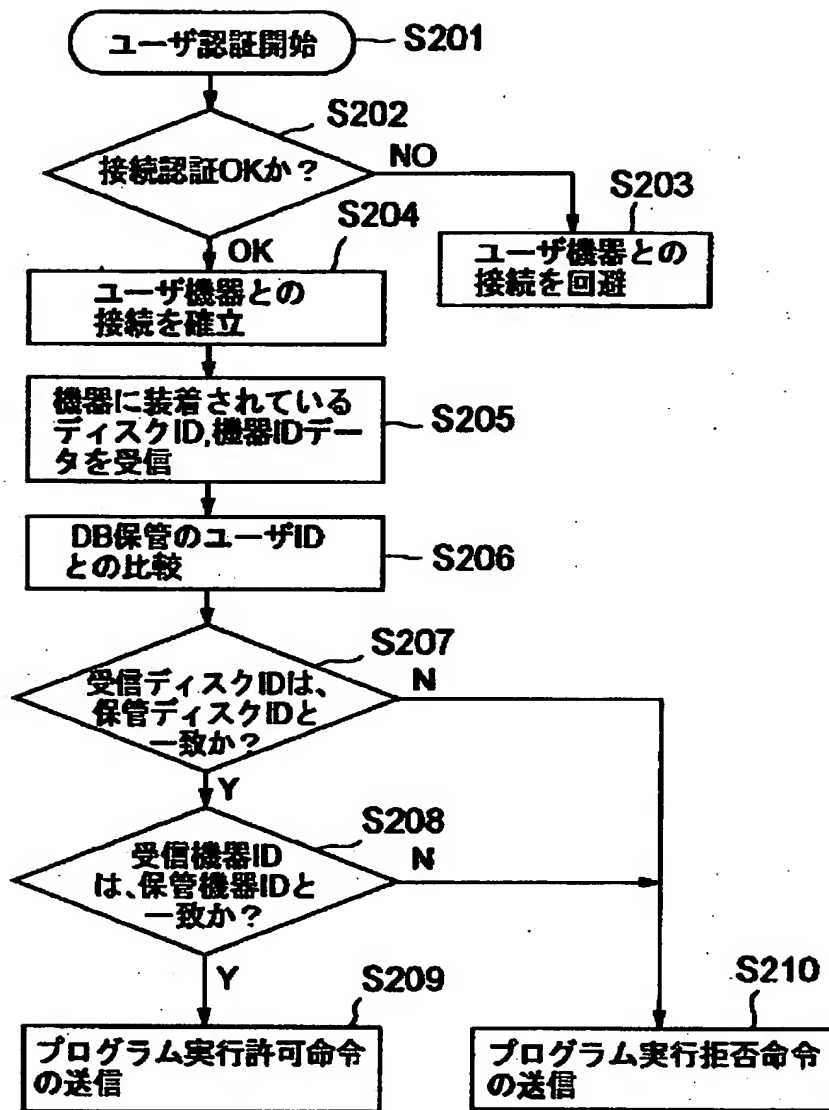 ユーザ認証開始
S201
S202
接続認証OKか?
NO
S203
ユーザ機器との
接続を回避
OK
S204
ユーザ機器との
接続を確立
機器に装着されている
ディスクID,機器IDデー
タを受信
S205
DB保管のユーザID
との比較
S206
S207
受信ディスクIDは、
保管ディスクIDと
一致か?
N
Y
S208
受信機器ID
は、保管機器IDと
一致か?
N
Y
S209
プログラム実行許可命令
の送信
S210
プログラム実行拒否命令
の送信